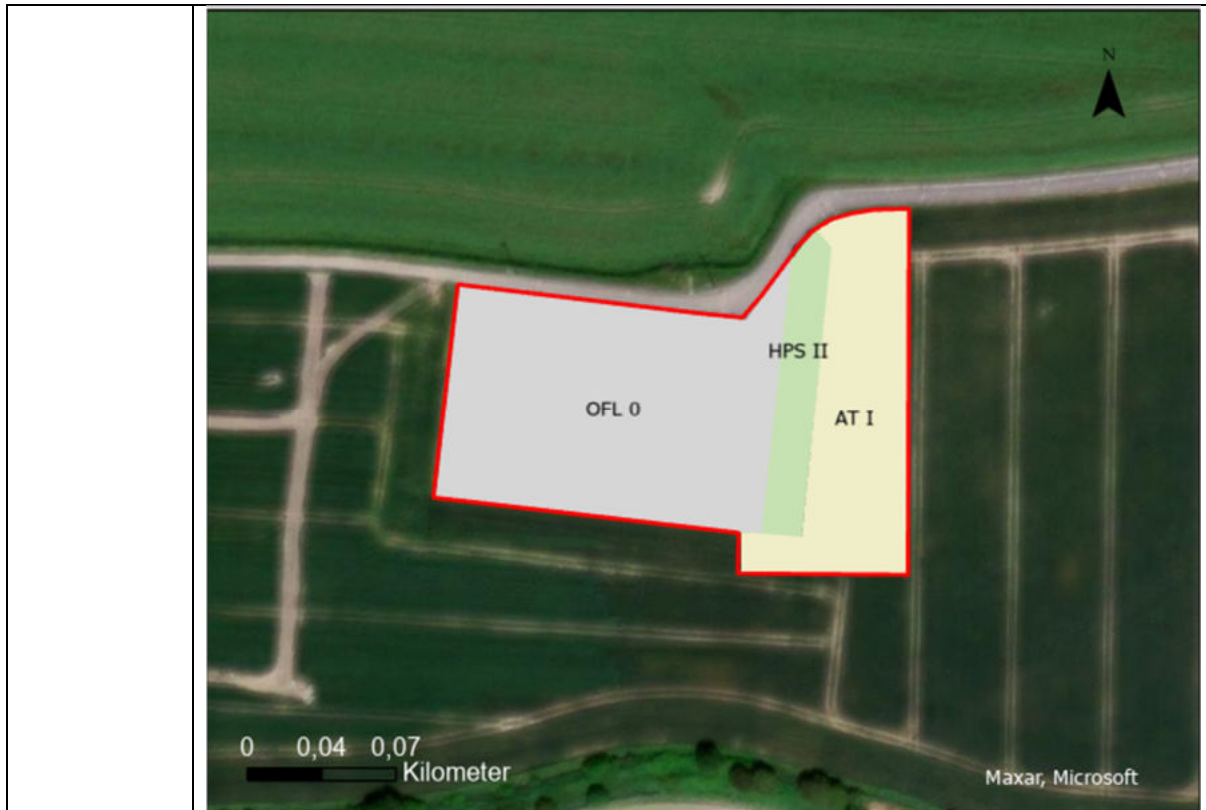 N
HPS II
OFL 0
AT I
0 0,04 0,07
Kilometer
Maxar, Microsoft